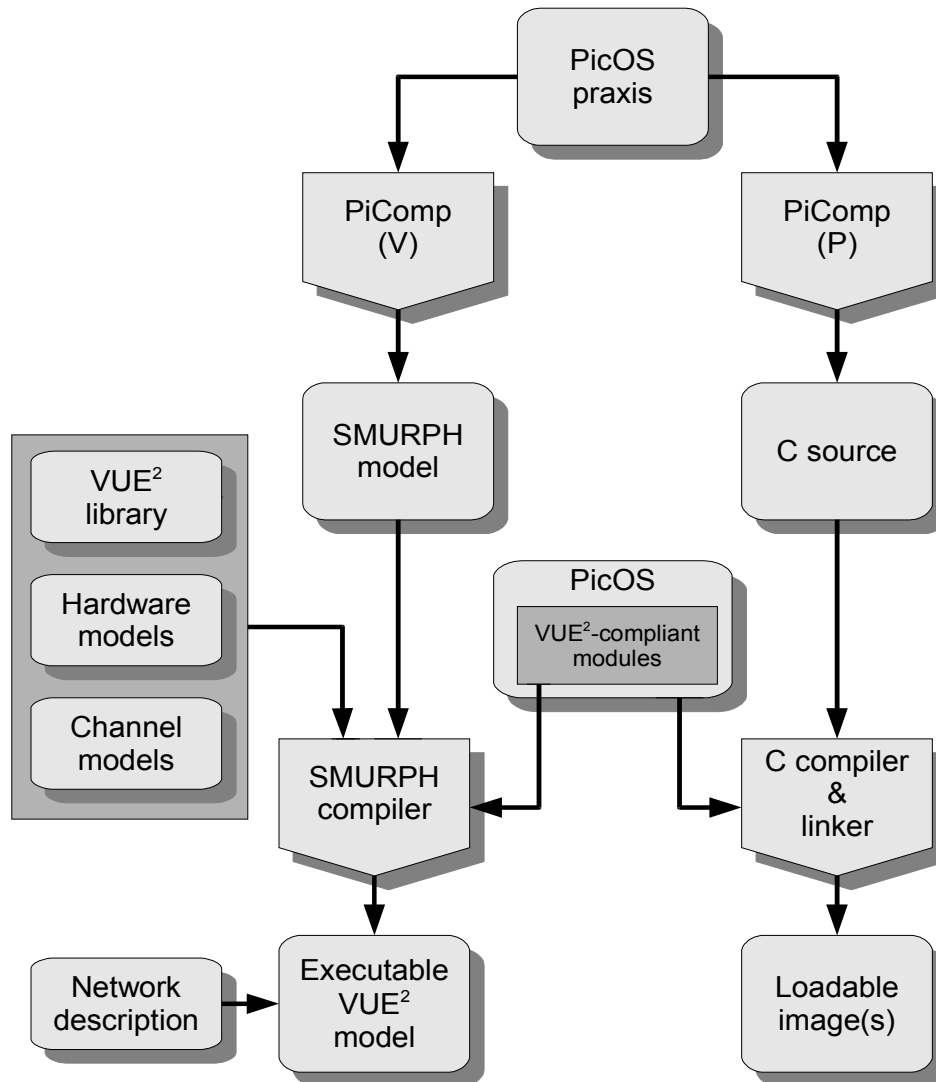 PicOS
praxis
PiComp
(V)
PiComp
(P)
SMURPH
model
C source
VUE²
library
Hardware
models
Channel
models
PicOS
VUE²-compliant
modules
SMURPH
compiler
C compiler
&
linker
Network
description
Executable
VUE²
model
Loadable
image(s)